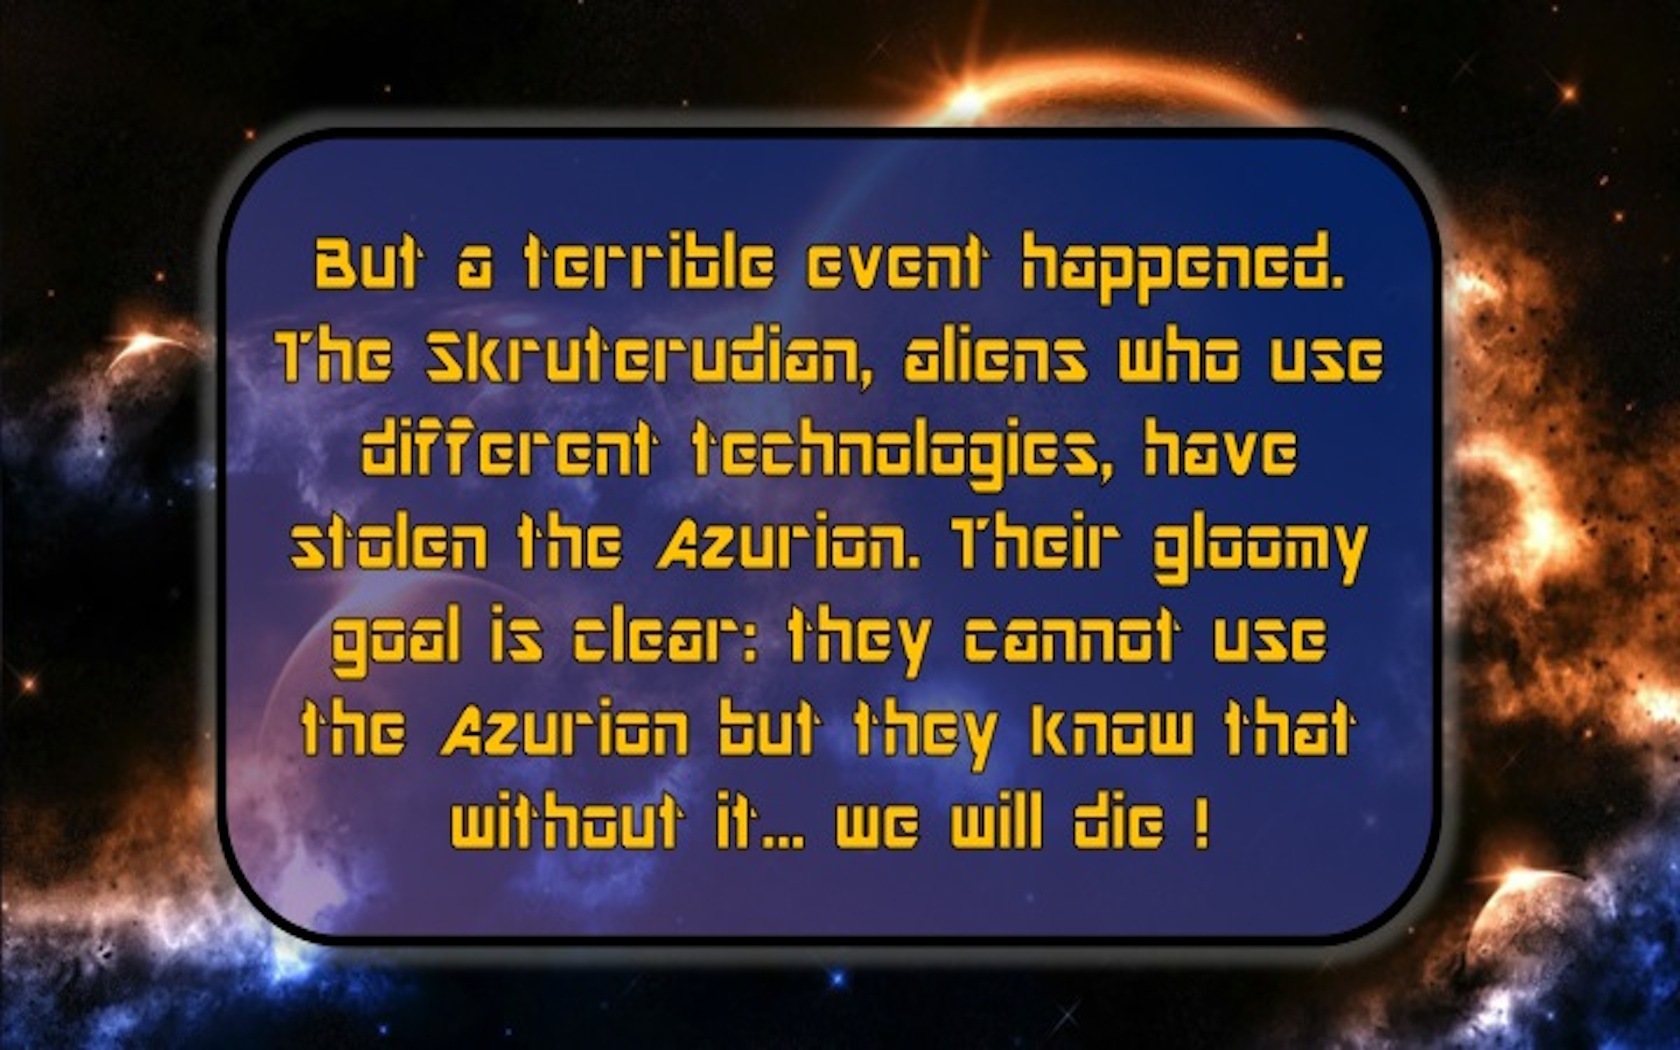 But a terrible event happened.
The Skruterudian, aliens who use
different technologies, have
stolen the Azurion. Their gloomy
goal is clear: they cannot use
the Azurion but they know that
without it... we will die !